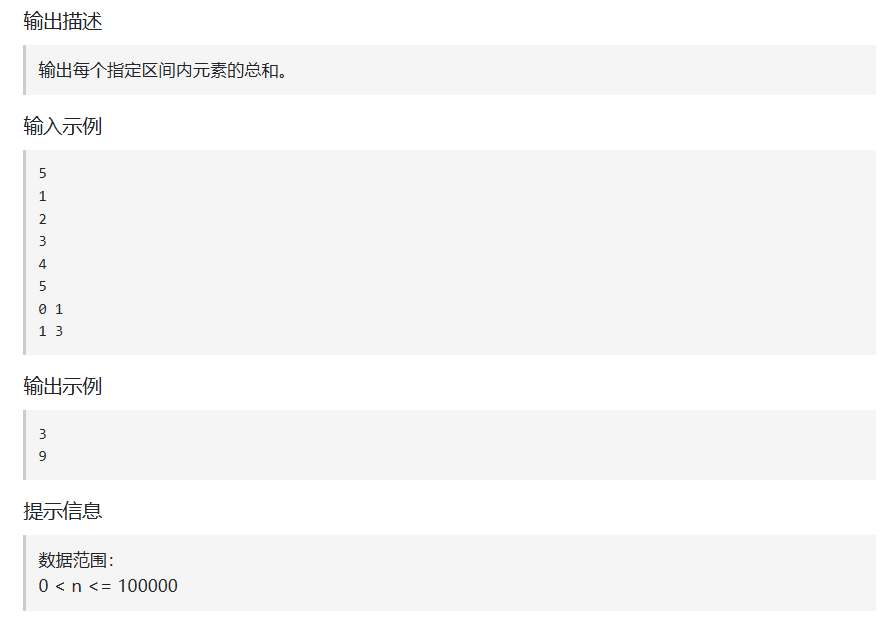 输出描述
输出每个指定区间内元素的总和。
输入示例
5
1
2
3
4
5
0 1
1 3
输出示例
3
9
提示信息
数据范围：
0 < n <= 100000